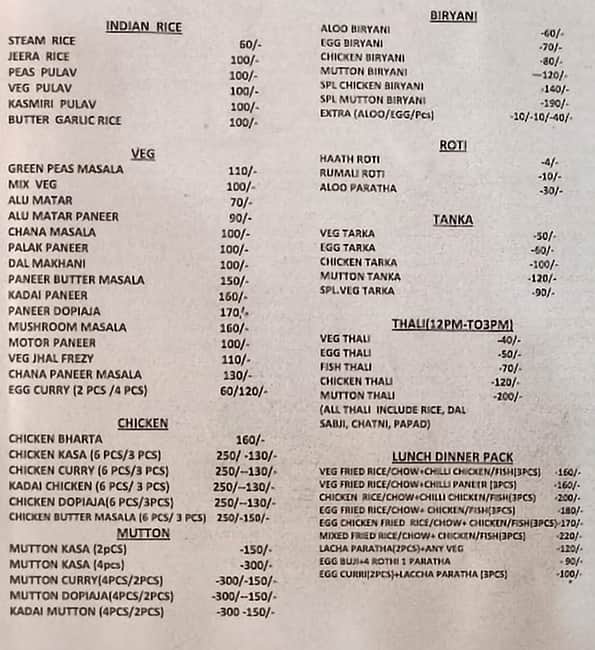 INDIAN RICE
STEAM RICE 60/-
JEERA RICE 100/-
PEAS PULAV 100/-
VEG PULAV 100/-
KASMIRI PULAV 100/-
BUTTER GARLIC RICE 100/-
VEG
GREEN PEAS MASALA 110/-
MIX VEG 100/-
ALU MATAR 70/-
ALU MATAR PANEER 90/-
CHANA MASALA 100/-
PALAK PANEER 100/-
DAL MAKHANI 100/-
PANEER BUTTER MASALA 150/-
KADAI PANEER 160/-
PANEER DOPIAJA 170/-
MUSHROOM MASALA 160/-
MOTOR PANEER 100/-
VEG JHAL FREZY 110/-
CHANA PANEER MASALA 130/-
EGG CURRY (2 PCS /4 PCS) 60/120/-
CHICKEN
CHICKEN BHARTA 160/-
CHICKEN KASA (6 PCS/3 PCS) 250/ -130/-
CHICKEN CURRY (6 PCS/3 PCS) 250/--130/-
KADAI CHICKEN (6 PCS/ 3 PCS) 250/--130/-
CHICKEN DOPIAJA(6 PCS/3PCS) 250/--130/-
CHICKEN BUTTER MASALA (6 PCS/ 3 PCS) 250/-150/-
MUTTON
MUTTON KASA (2pCS) -150/-
MUTTON KASA (4pcs) -300/-
MUTTON CURRY(4PCS/2PCS) -300/-150/-
MUTTON DOPIAJA(4PCS/2PCS) -300/--150/-
KADAI MUTTON (4PCS/2PCS) -300 -150/-
BIRYANI
ALOO BIRYANI -60/-
EGG BIRYANI -70/-
CHICKEN BIRYANI -80/-
MUTTON BIRYANI —120/-
SPL CHICKEN BIRYANI -140/-
SPL MUTTON BIRYANI -190/-
EXTRA (ALOO/EGG/Pcs) -10/-10/-40/-
ROTI
HAATH ROTI -4/-
RUMALI ROTI -10/-
ALOO PARATHA -30/-
TANKA
VEG TARKA -50/-
EGG TARKA -60/-
CHICKEN TARKA -100/-
MUTTON TANKA -120/-
SPL.VEG TARKA -90/-
THALI(12PM-TO3PM)
VEG THALI -40/-
EGG THALI -50/-
FISH THALI -70/-
CHICKEN THALI -120/-
MUTTON THALI -200/-
(ALL THALI INCLUDE RICE, DAL
SABJI, CHATNI, PAPAD)
LUNCH DINNER PACK
VEG FRIED RICE/CHOW+CHILLI CHICKEN/FISH(3PCS) -160/-
VEG FRIED RICE/CHOW+CHILLI PANEER (3PCS) -160/-
CHICKEN RICE/CHOW+CHILLI CHICKEN/FISH(3PCS) -200/-
EGG FRIED RICE/CHOW+ CHICKEN/FISH(3PCS) -180/-
EGG CHICKEN FRIED RICE/CHOW+ CHICKEN/FISH(3PCS)-170/-
MIXED FRIED RICE/CHOW+ CHICKEN/FISH(3PCS) -220/-
LACHA PARATHA(2PCS)+ANY VEG -120/-
EGG BUJI+4 ROTHI 1 PARATHA - 90/-
EGG CURRI(2PCS)+LACCHA PARATHA (3PCS) -100/-